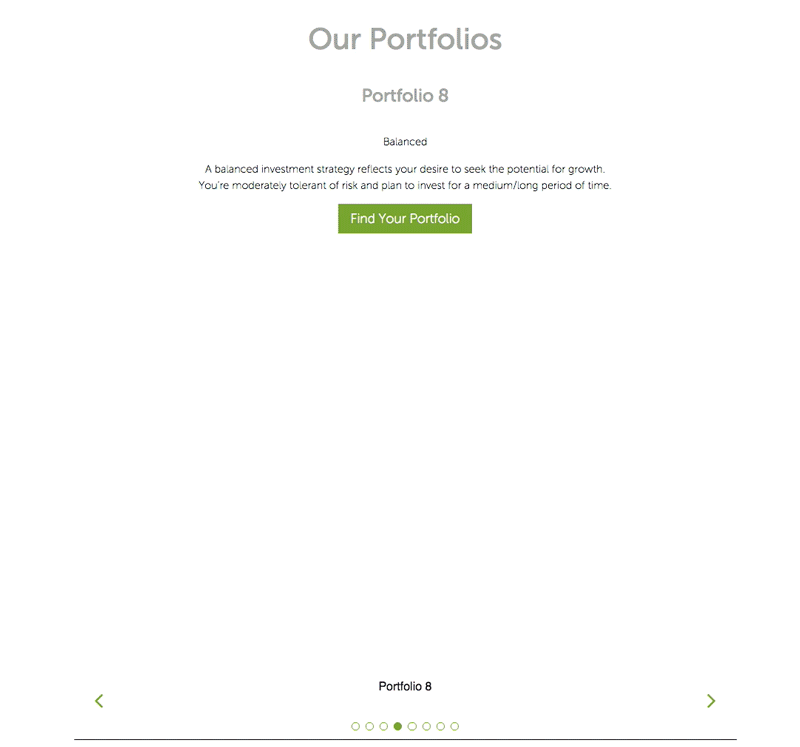 Our Portfolios
Portfolio 8
Balanced
A balanced investment strategy reflects your desire to seek the potential for growth.
You're moderately tolerant of risk and plan to invest for a medium/long period of time.
Find Your Portfolio
Portfolio 8